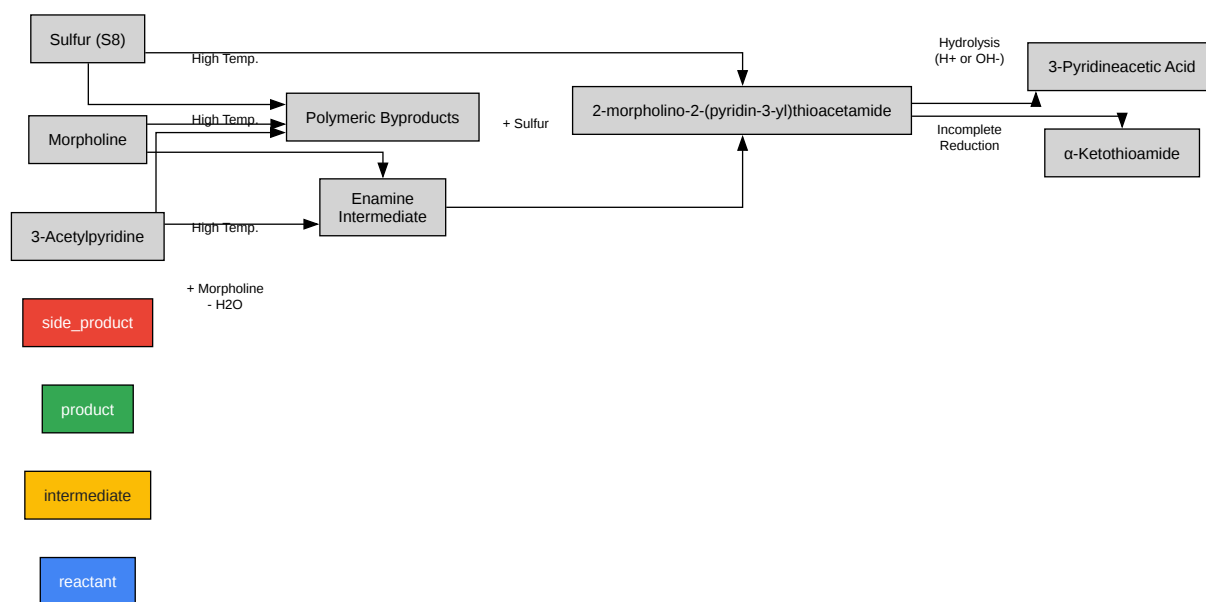 Sulfur (S8)
High Temp.
Morpholine
High Temp.
Polymeric Byproducts
+ Sulfur
2-morpholino-2-(pyridin-3-yl)thioacetamide
Hydrolysis
(H+ or OH-)
3-Pyridineacetic Acid
Incomplete
Reduction
α-Ketothioamide
Enamine
Intermediate
3-Acetylpyridine
High Temp.
+ Morpholine
- H2O
side_product
product
intermediate
reactant